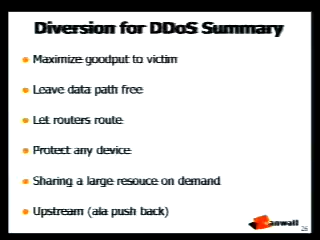 Diversion for DDoS Summary
Maximize goodput to victim
Leave data path free
Let routers route
Protect any device
Sharing a large resouce on demand
Upstream (ala push back)
anwall
26